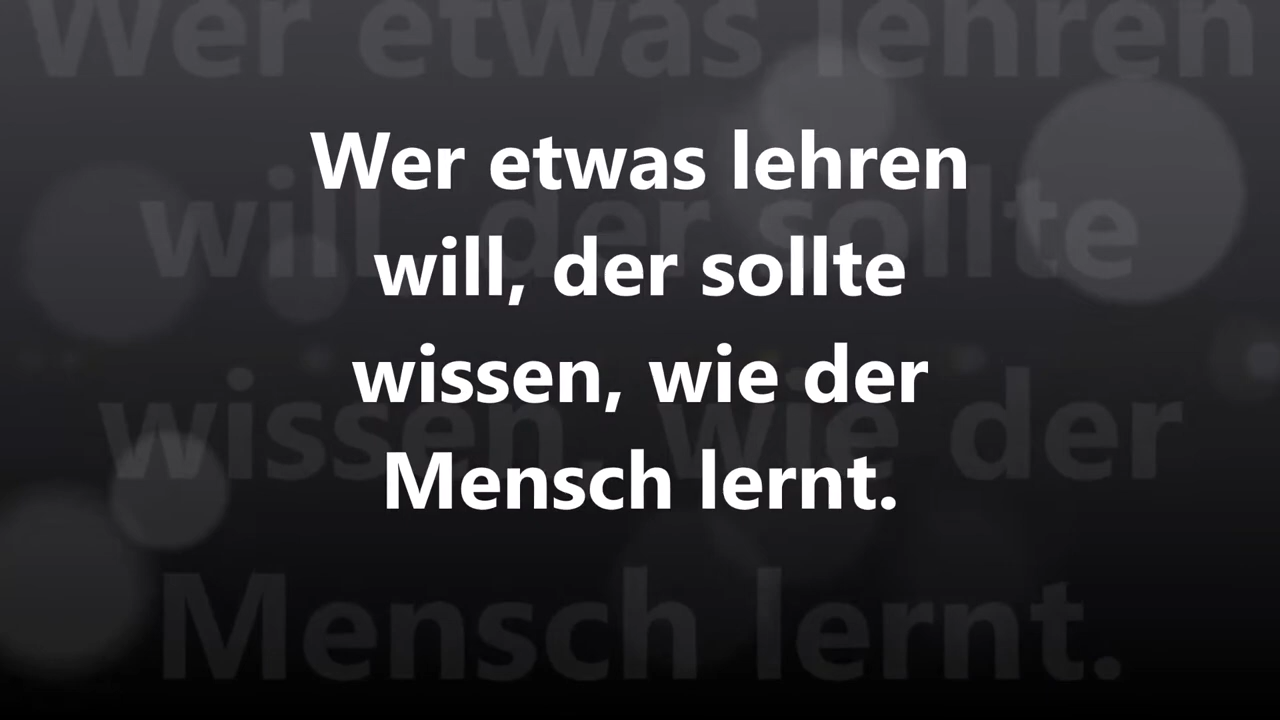 Wer etwas lehren
will, der sollte
wissen, wie der
Mensch lernt.